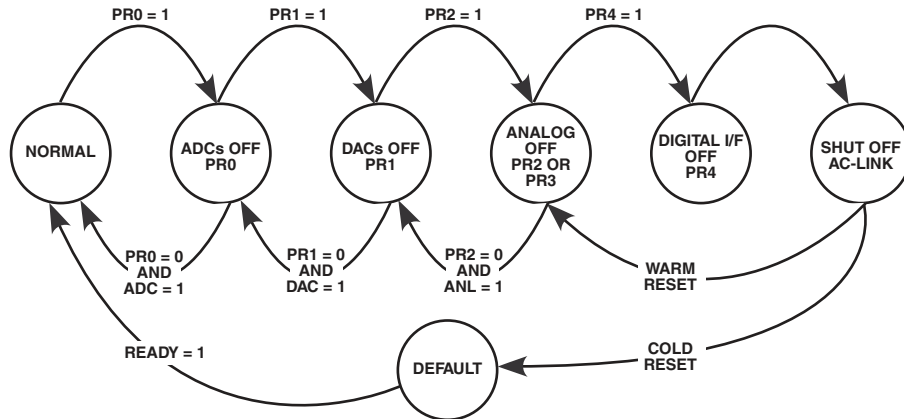 PR0 = 1
PR1 = 1
PR2 = 1
PR4 = 1
NORMAL
ADCs OFF
PR0
DACs OFF
PR1
ANALOG
OFF
PR2 OR
PR3
DIGITAL I/F
OFF
PR4
SHUT OFF
AC-LINK
PR0 = 0
AND
ADC = 1
PR1 = 0
AND
DAC = 1
PR2 = 0
AND
ANL = 1
WARM
RESET
READY = 1
DEFAULT
COLD
RESET